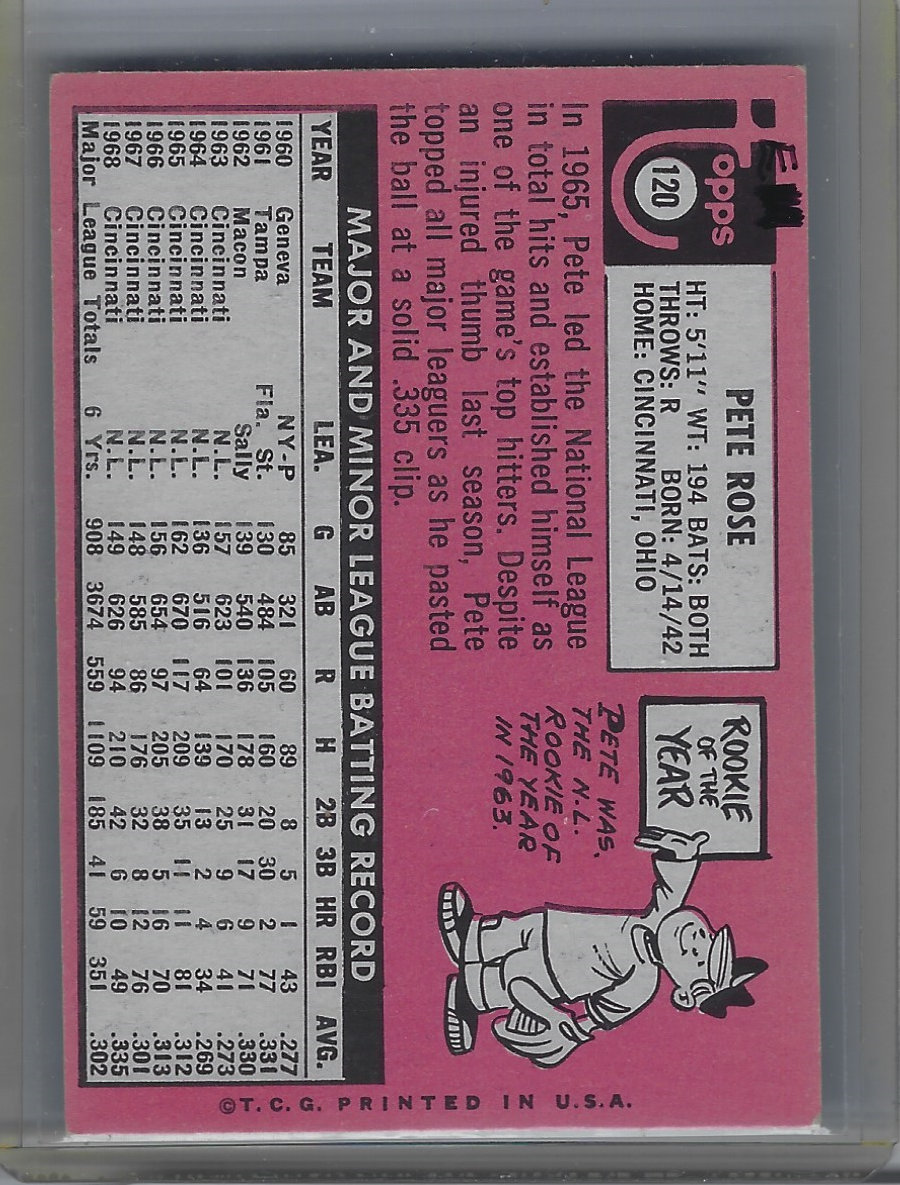 Topps
120
PETE ROSE
HT: 5'11" WT: 194 BATS: BOTH
THROWS: R BORN: 4/14/42
HOME: CINCINNATI, OHIO
In 1965, Pete led the National League
in total hits and established himself as
one of the game's top hitters. Despite
an injured thumb last season, Pete
topped all major leaguers as he pasted
the ball at a solid .335 clip.
ROOKIE
OF THE
YEAR
PETE WAS
THE N.L.
ROOKIE OF
THE YEAR
IN 1963.
MAJOR AND MINOR LEAGUE BATTING RECORD
YEAR TEAM LEA. G AB R H 2B 3B HR RBI AVG.
1960 Geneva NY-P 85 321 60 89 8 5 1 43 .277
1961 Tampa Fla. St. 130 484 105 160 20 30 2 77 .331
1962 Macon Sally 139 540 136 178 31 17 9 71 .330
1963 Cincinnati N.L. 157 623 101 170 25 9 6 41 .273
1964 Cincinnati N.L. 136 516 64 139 13 2 4 34 .269
1965 Cincinnati N.L. 162 670 117 209 35 11 11 81 .312
1966 Cincinnati N.L. 156 654 97 205 38 5 16 70 .313
1967 Cincinnati N.L. 148 585 86 176 32 8 12 76 .301
1968 Cincinnati N.L. 149 626 94 210 42 6 10 49 .335
Major League Totals 6 Yrs. 908 3674 559 1109 185 41 59 351 .302
©T.C.G. PRINTED IN U.S.A.